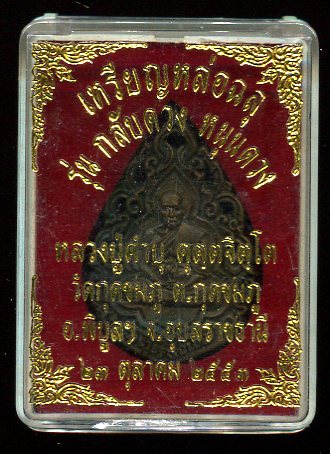 เหรียญหล่อฉลุ
รุ่น กลับดวง หนุนดวง
หลวงปู่คำบุ คุตฺตจิตฺโต
วัดกุดชมภู ต.กุดชมภู
อ.พิบูลฯ จ.อุบลราชธานี
๒๓ ตุลาคม ๒๕๕๓